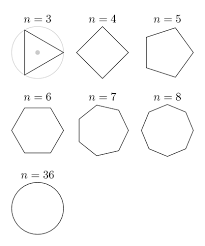 n = 3
n = 4
n = 5
n = 6
n = 7
n = 8
n = 36